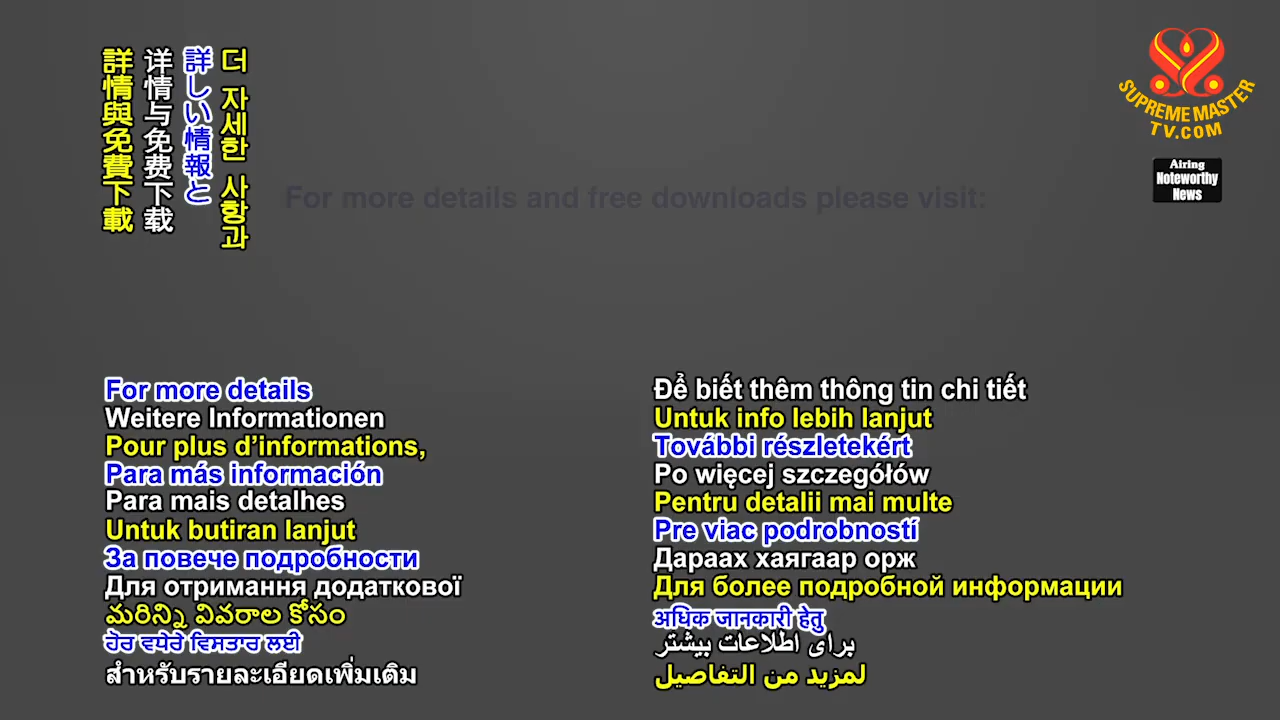 詳情與免費下載
详情与免费下载
詳しい情報と
더 자세한 사항과
SUPREME MASTER
TV.COM
Airing
Noteworthy
News
For more details and free downloads please visit:
For more details
Weitere Informationen
Pour plus d’informations,
Para más información
Para mais detalhes
Untuk butiran lanjut
За повече подробности
Для отримання додаткової
మరిన్ని వివరాల కోసం
ਹੋਰ ਵਧੇਰੇ ਵਿਸਤਾਰ ਲਈ
สำหรับรายละเอียดเพิ่มเติม
Để biết thêm thông tin chi tiết
Untuk info lebih lanjut
További részletekért
Po więcej szczegółów
Pentru detalii mai multe
Pre viac podrobností
Дараах хаягаар орж
Для более подробной информации
अधिक जानकारी हेतु
برای اطلاعات بیشتر
لمزيد من التفاصيل